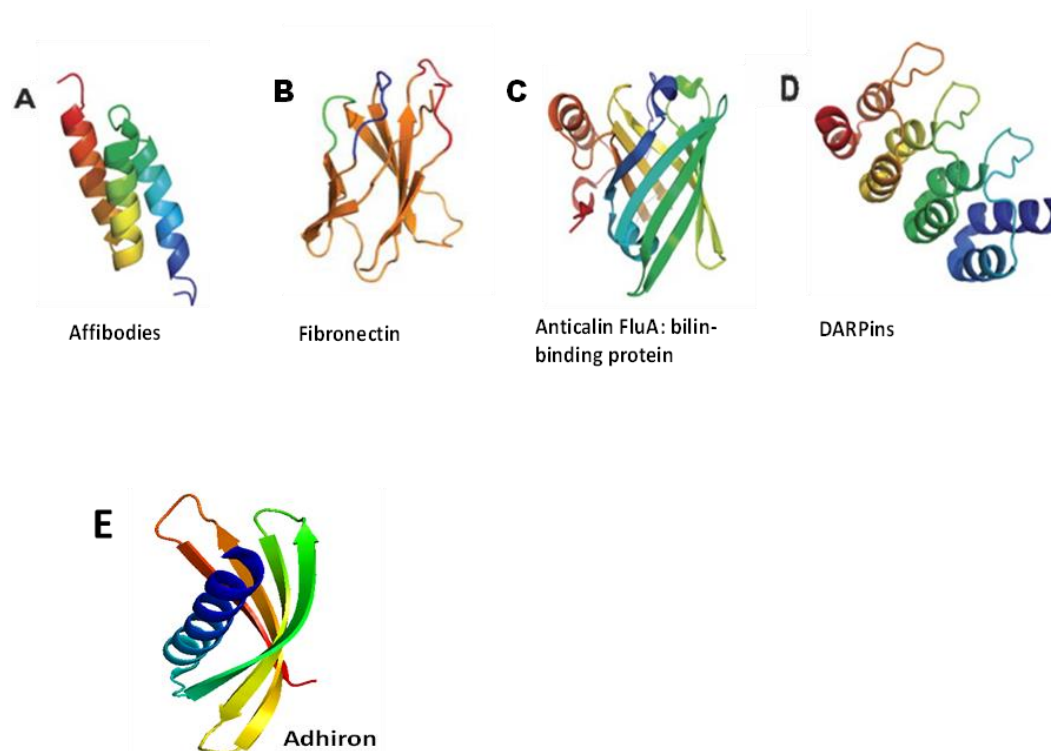 A
B
C
D
Affibodies
Fibronectin
Anticalin FluA: bilin-
binding protein
DARPins
E
Adhiron